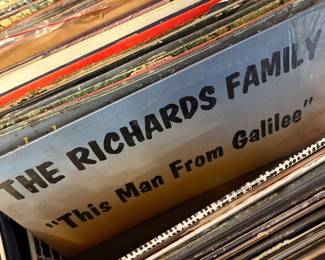 THE RICHARDS FAMILY
"This Man From Galilee"